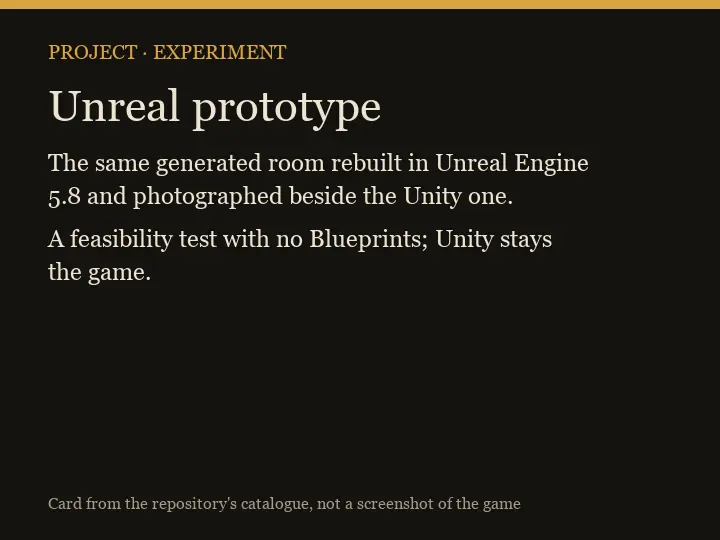 PROJECT · EXPERIMENT
Unreal prototype
The same generated room rebuilt in Unreal Engine
5.8 and photographed beside the Unity one.
A feasibility test with no Blueprints; Unity stays
the game.
Card from the repository's catalogue, not a screenshot of the game